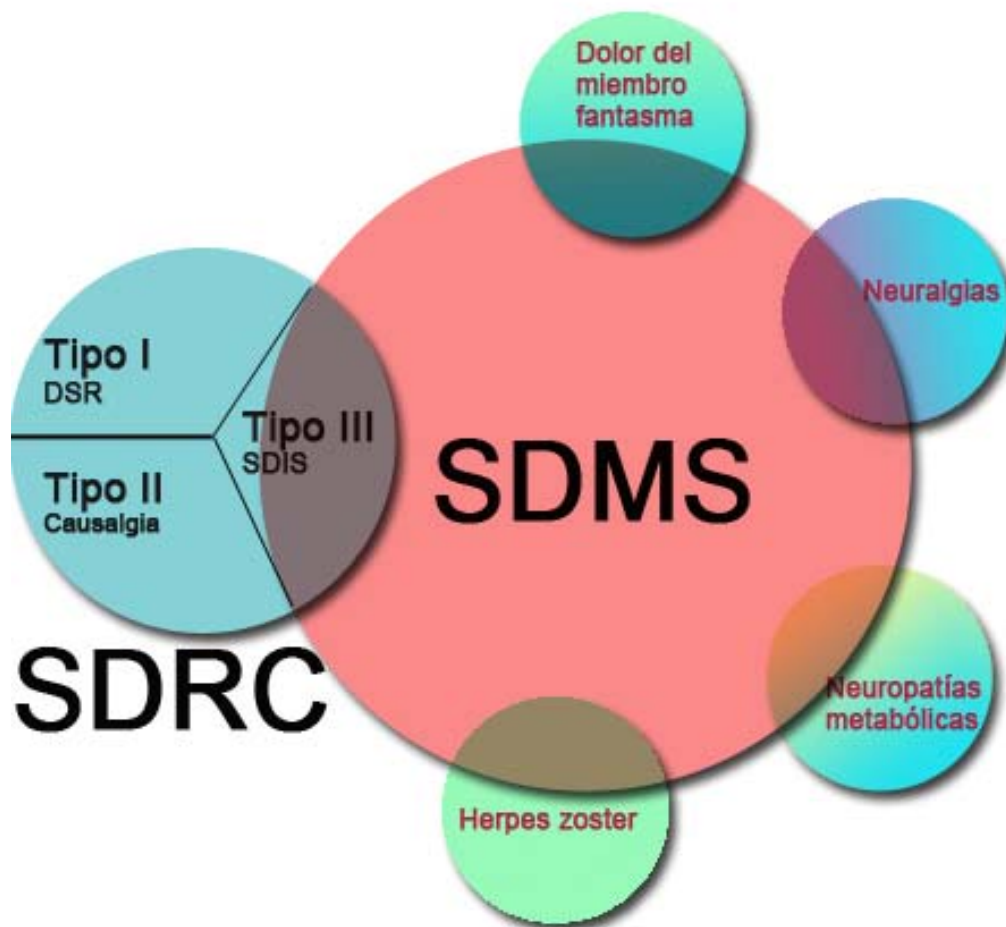 Dolor del
miembro
fantasma
Neuralgias
Tipo I
DSR
Tipo III
SDIS
Tipo II
Causalgia
SDMS
SDRC
Neuropatías
metabólicas
Herpes zoster